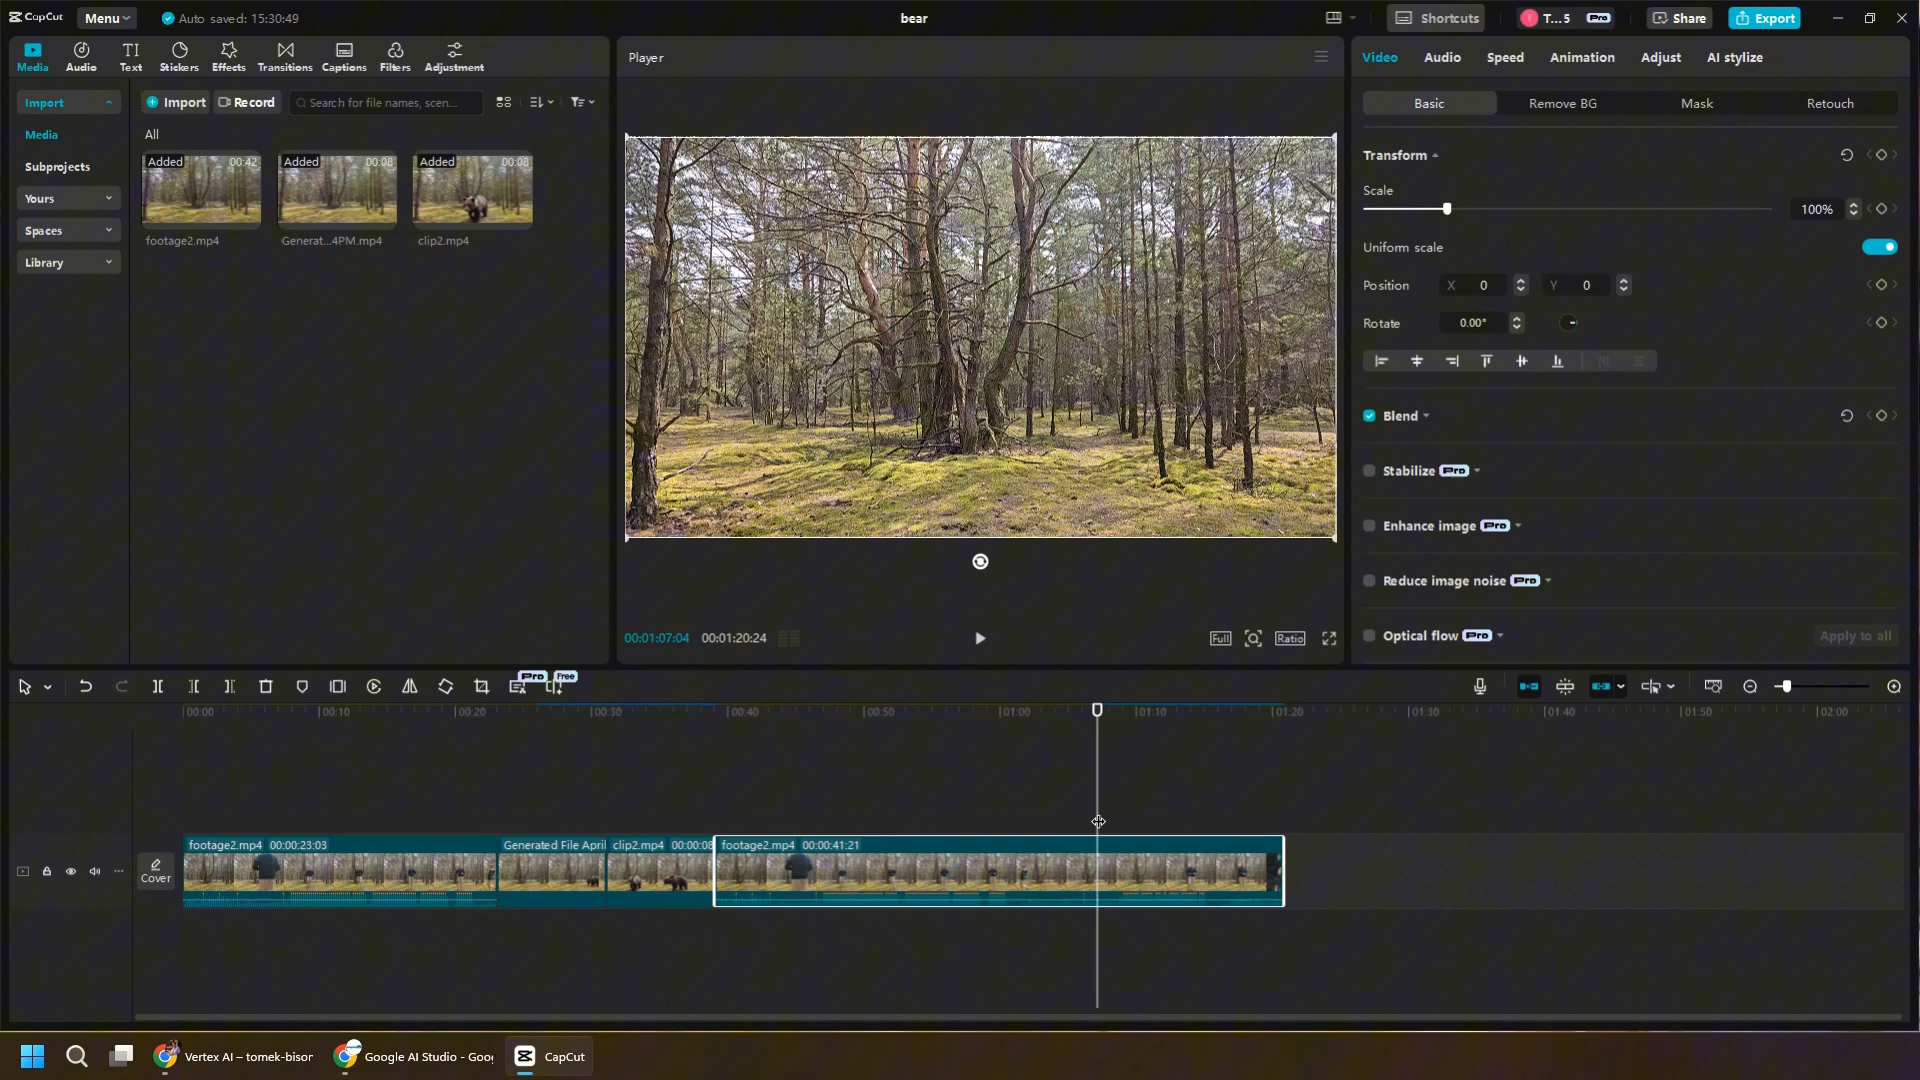 CapCut
Menu
Auto saved: 15:30:49
bear
Shortcuts
T...5
Pro
Share
Export
Media
Audio
Text
Stickers
Effects
Transitions
Captions
Filters
Adjustment
Player
Video
Audio
Speed
Animation
Adjust
AI stylize
Import
Media
Subprojects
Yours
Spaces
Library
Import
Record
Search for file names, scen...
All
Added
00:42
footage2.mp4
Added
00:08
Generat...4PM.mp4
Added
00:08
clip2.mp4
Basic
Remove BG
Mask
Retouch
Transform
Scale
100%
Uniform scale
Position
X 0
Y 0
Rotate
0.00°
Blend
Stabilize Pro
Enhance image Pro
Reduce image noise Pro
Optical flow Pro
Apply to all
00:01:07:04
00:01:20:24
Full
Ratio
Pro
Free
00:00
00:10
00:20
00:30
00:40
00:50
01:00
01:10
01:20
01:30
01:40
01:50
02:00
Cover
footage2.mp4 00:00:23:03
Generated File April
clip2.mp4 00:00:08
footage2.mp4 00:00:41:21
Vertex AI – tomek-bisor
Google AI Studio - Goo
CapCut